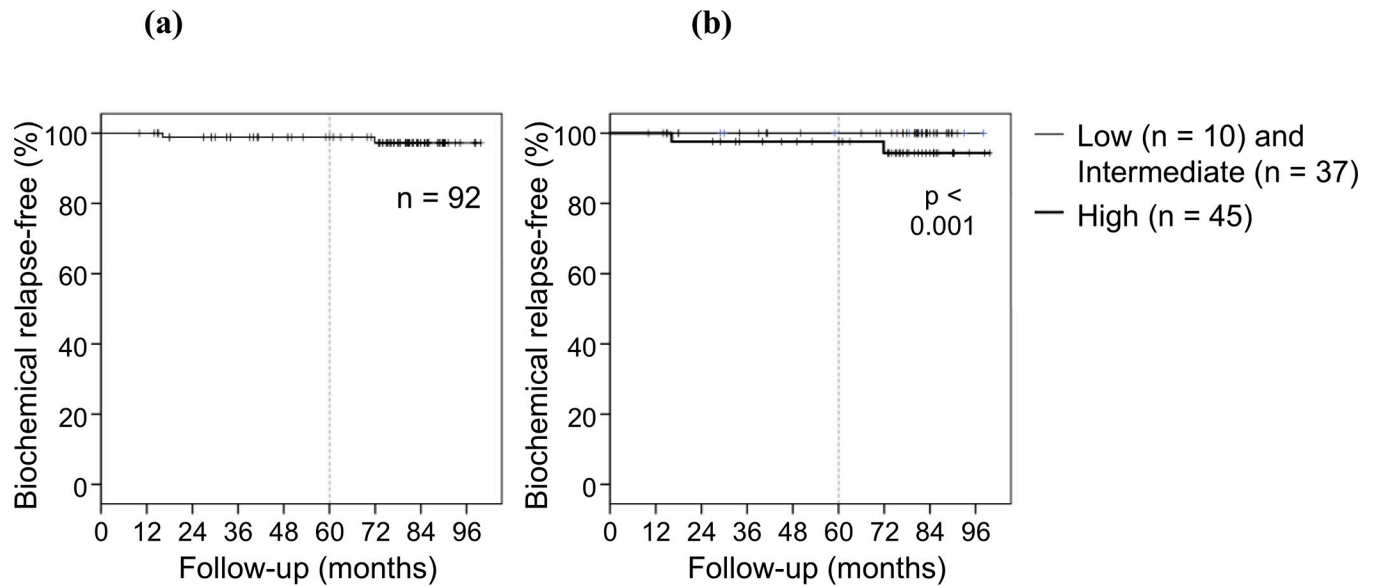 (a)
Biochemical relapse-free (%)
100
80
60
40
20
0
n = 92
0 12 24 36 48 60 72 84 96
Follow-up (months)
(b)
Biochemical relapse-free (%)
100
80
60
40
20
0
p <
0.001
0 12 24 36 48 60 72 84 96
Follow-up (months)
Low (n = 10) and
Intermediate (n = 37)
High (n = 45)